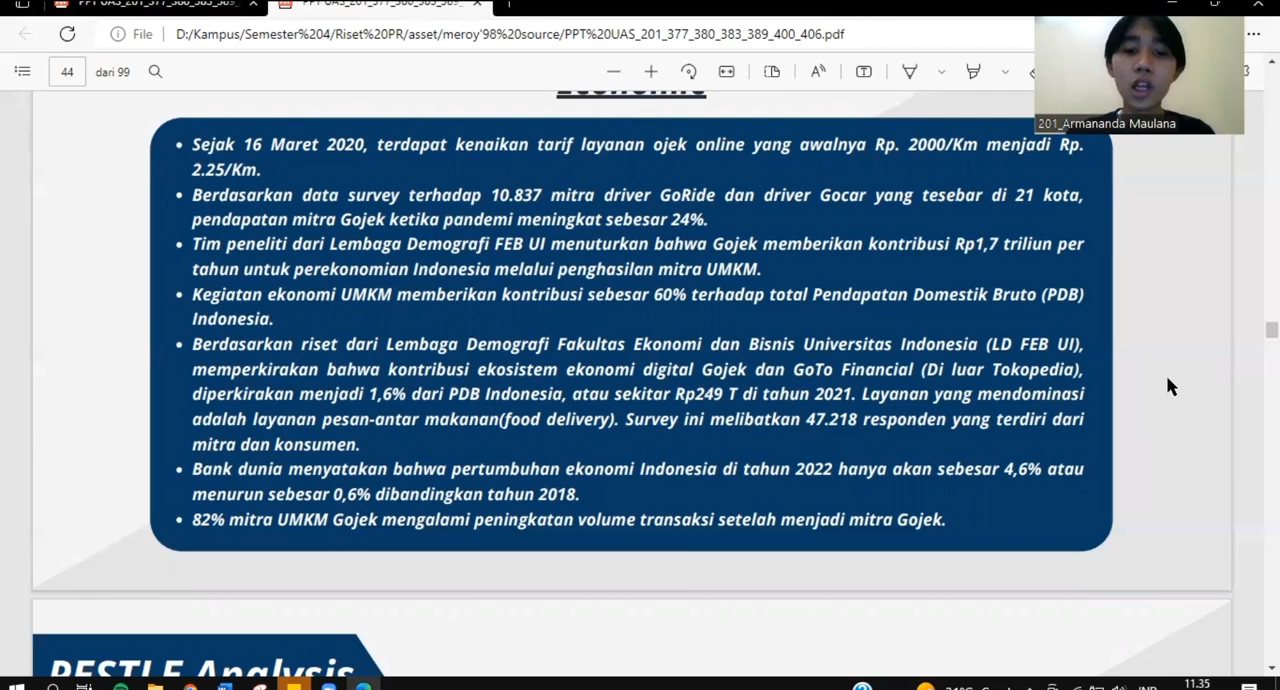 File
D:/Kampus/Semester%204/Riset%20PR/asset/meroy'98%20source/PPT%20UAS_201_377_380_383_389_400_406.pdf
44 dari 99
201_Armananda Maulana
Economic
• Sejak 16 Maret 2020, terdapat kenaikan tarif layanan ojek online yang awalnya Rp. 2000/Km menjadi Rp.
2.25/Km.
• Berdasarkan data survey terhadap 10.837 mitra driver GoRide dan driver Gocar yang tesebar di 21 kota,
pendapatan mitra Gojek ketika pandemi meningkat sebesar 24%.
• Tim peneliti dari Lembaga Demografi FEB UI menuturkan bahwa Gojek memberikan kontribusi Rp1,7 triliun per
tahun untuk perekonomian Indonesia melalui penghasilan mitra UMKM.
• Kegiatan ekonomi UMKM memberikan kontribusi sebesar 60% terhadap total Pendapatan Domestik Bruto (PDB)
Indonesia.
• Berdasarkan riset dari Lembaga Demografi Fakultas Ekonomi dan Bisnis Universitas Indonesia (LD FEB UI),
memperkirakan bahwa kontribusi ekosistem ekonomi digital Gojek dan GoTo Financial (Di luar Tokopedia),
diperkirakan menjadi 1,6% dari PDB Indonesia, atau sekitar Rp249 T di tahun 2021. Layanan yang mendominasi
adalah layanan pesan-antar makanan(food delivery). Survey ini melibatkan 47.218 responden yang terdiri dari
mitra dan konsumen.
• Bank dunia menyatakan bahwa pertumbuhan ekonomi Indonesia di tahun 2022 hanya akan sebesar 4,6% atau
menurun sebesar 0,6% dibandingkan tahun 2018.
• 82% mitra UMKM Gojek mengalami peningkatan volume transaksi setelah menjadi mitra Gojek.
PESTLE Analysis
11.35